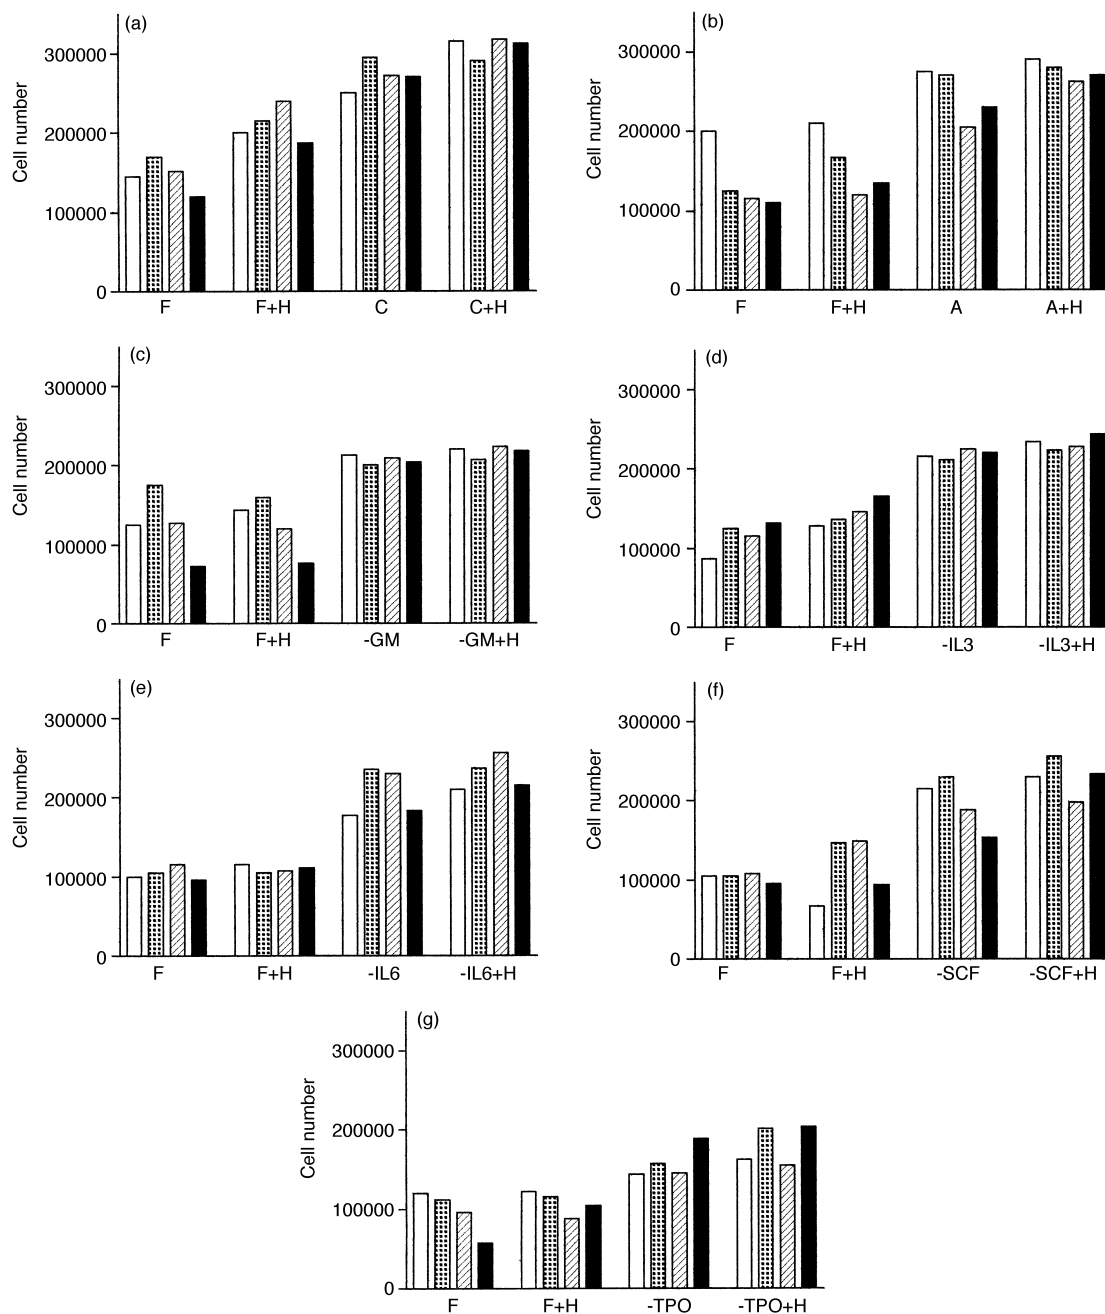 (a)
Cell number
300000
200000
100000
0
F F+H C C+H
(b)
Cell number
300000
200000
100000
0
F F+H A A+H
(c)
Cell number
300000
200000
100000
0
F F+H -GM -GM+H
(d)
Cell number
300000
200000
100000
0
F F+H -IL3 -IL3+H
(e)
Cell number
300000
200000
100000
0
F F+H -IL6 -IL6+H
(f)
Cell number
300000
200000
100000
0
F F+H -SCF -SCF+H
(g)
Cell number
300000
200000
100000
0
F F+H -TPO -TPO+H